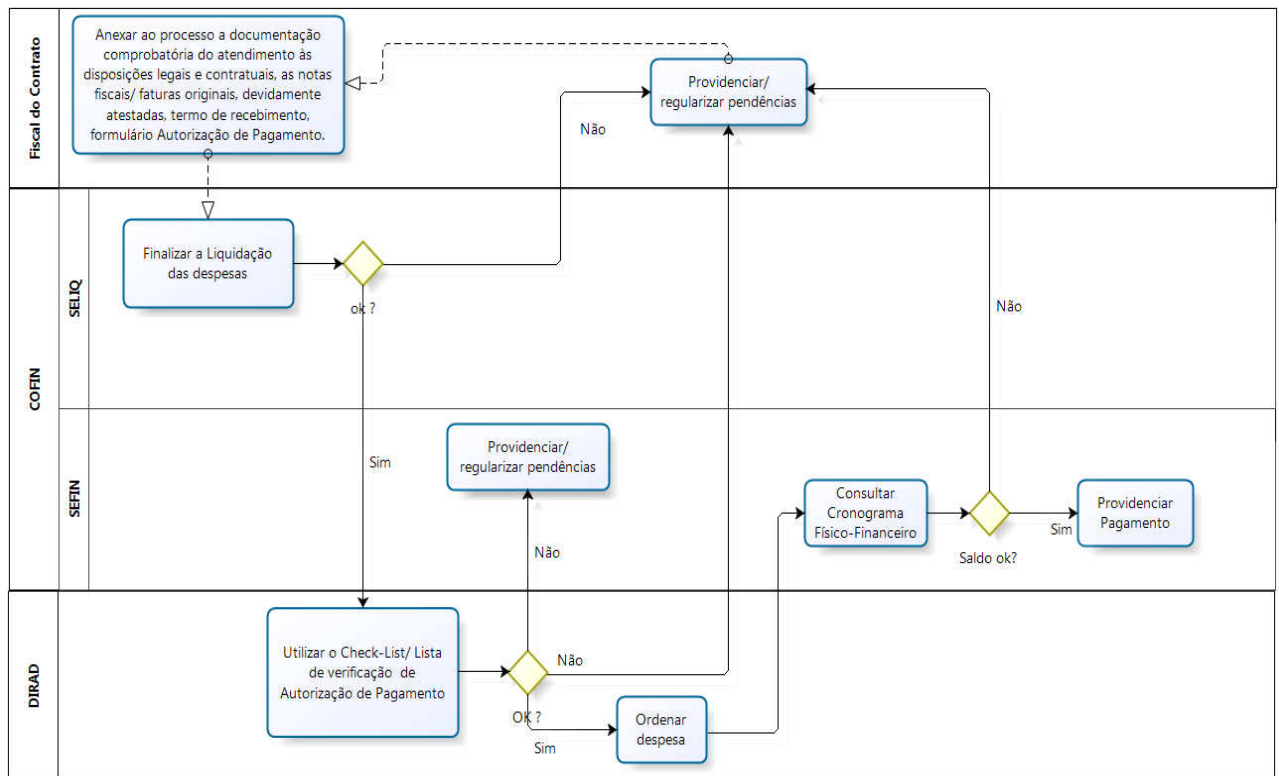 Fiscal do Contrato
Anexar ao processo a documentação
comprobatória do atendimento às
disposições legais e contratuais, as notas
fiscais/ faturas originais, devidamente
atestadas, termo de recebimento,
formulário Autorização de Pagamento.
Providenciar/
regularizar pendências
Não
COFIN
SELIQ
Finalizar a Liquidação
das despesas
ok ?
Não
Sim
SEFIN
Providenciar/
regularizar pendências
Não
Consultar
Cronograma
Físico-Financeiro
Saldo ok?
Sim
Providenciar
Pagamento
DIRAD
Utilizar o Check-List/ Lista
de verificação de
Autorização de Pagamento
OK ?
Não
Sim
Ordenar
despesa